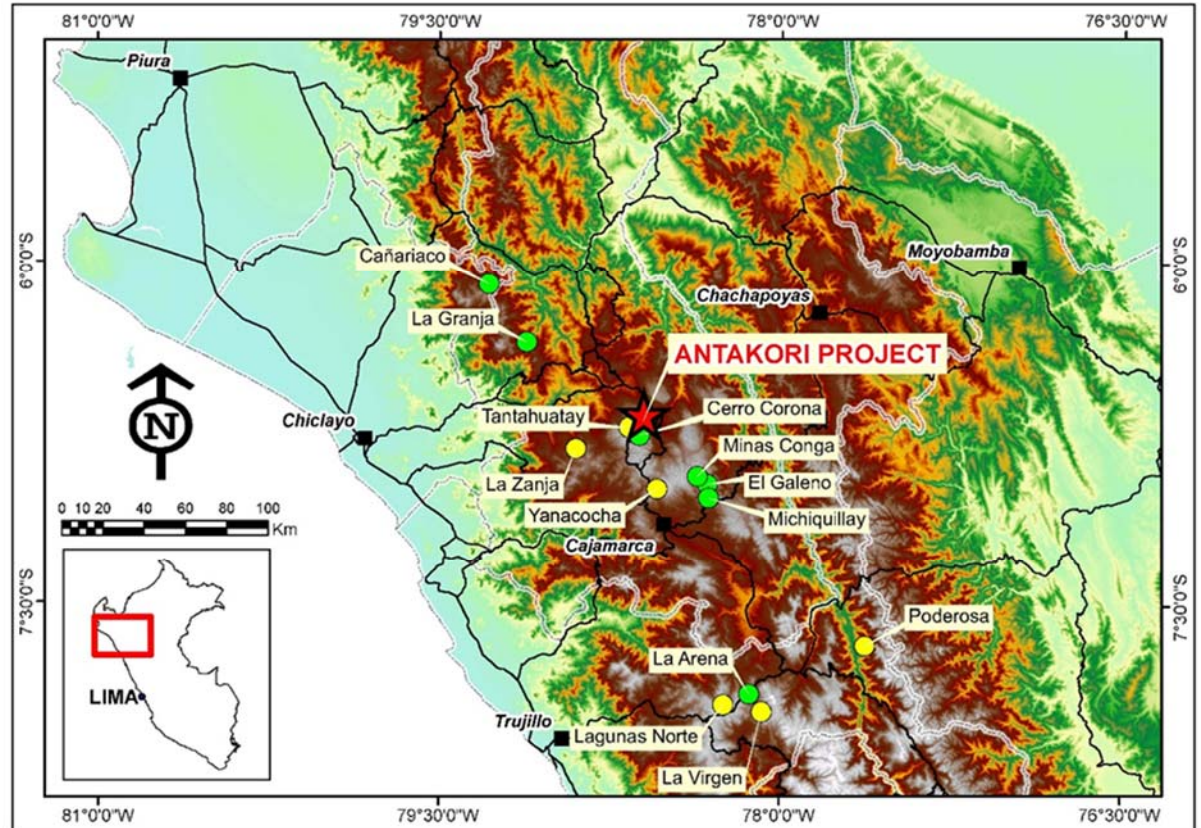 81°0'0"W
79°30'0"W
78°0'0"W
76°30'0"W
Piura
6°0'0"S
6°0'0"S
Cañariaco
Moyobamba
Chachapoyas
La Granja
ANTAKORI PROJECT
N
Chiclayo
Tantahuatay
Cerro Corona
Minas Conga
La Zanja
El Galeno
Yanacocha
Michiquillay
0 10 20 40 60 80 100
Km
Cajamarca
7°30'0"S
7°30'0"S
Poderosa
La Arena
LIMA
Trujillo
Lagunas Norte
La Virgen
81°0'0"W
79°30'0"W
78°0'0"W
76°30'0"W